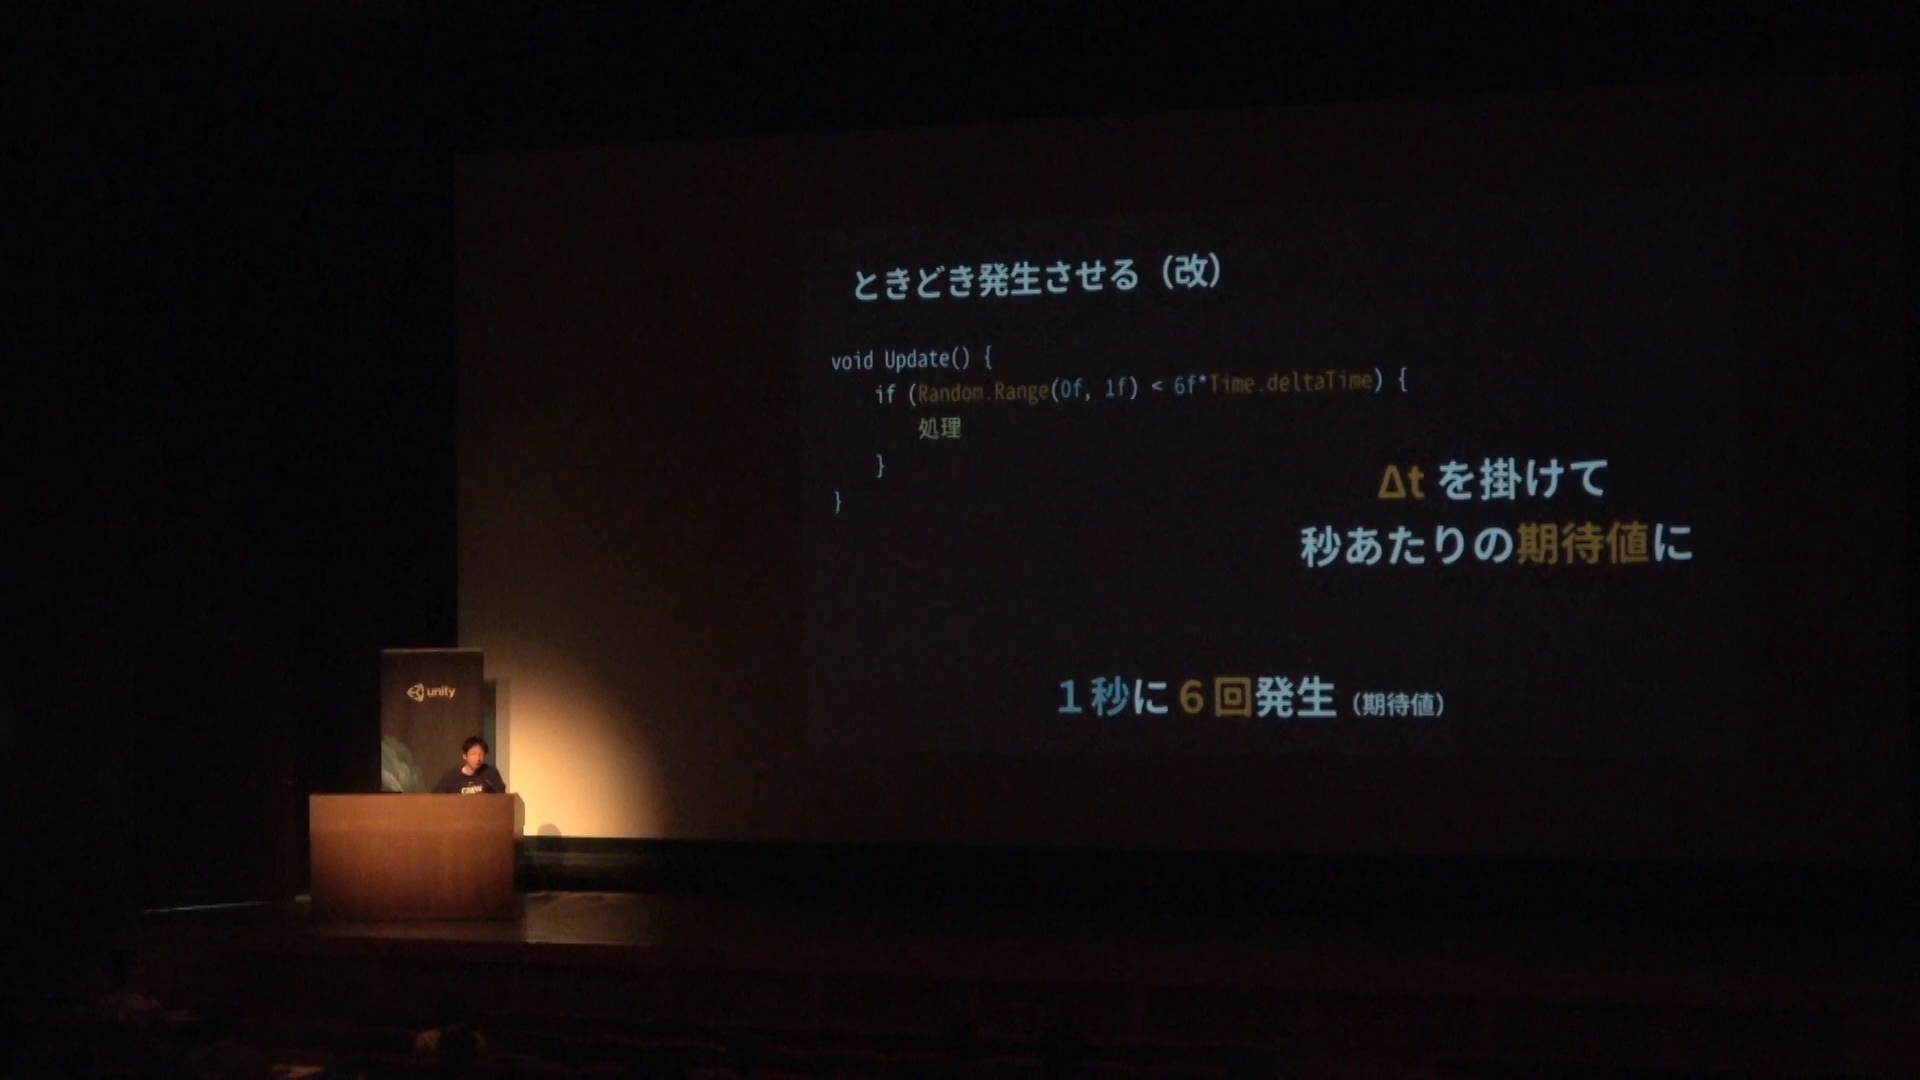 ときどき発生させる（改）
void Update() {
if (Random.Range(0f, 1f) < 6f*Time.deltaTime) {
処理
}
}
Δt を掛けて
秒あたりの期待値に
１秒に６回発生（期待値）
unity